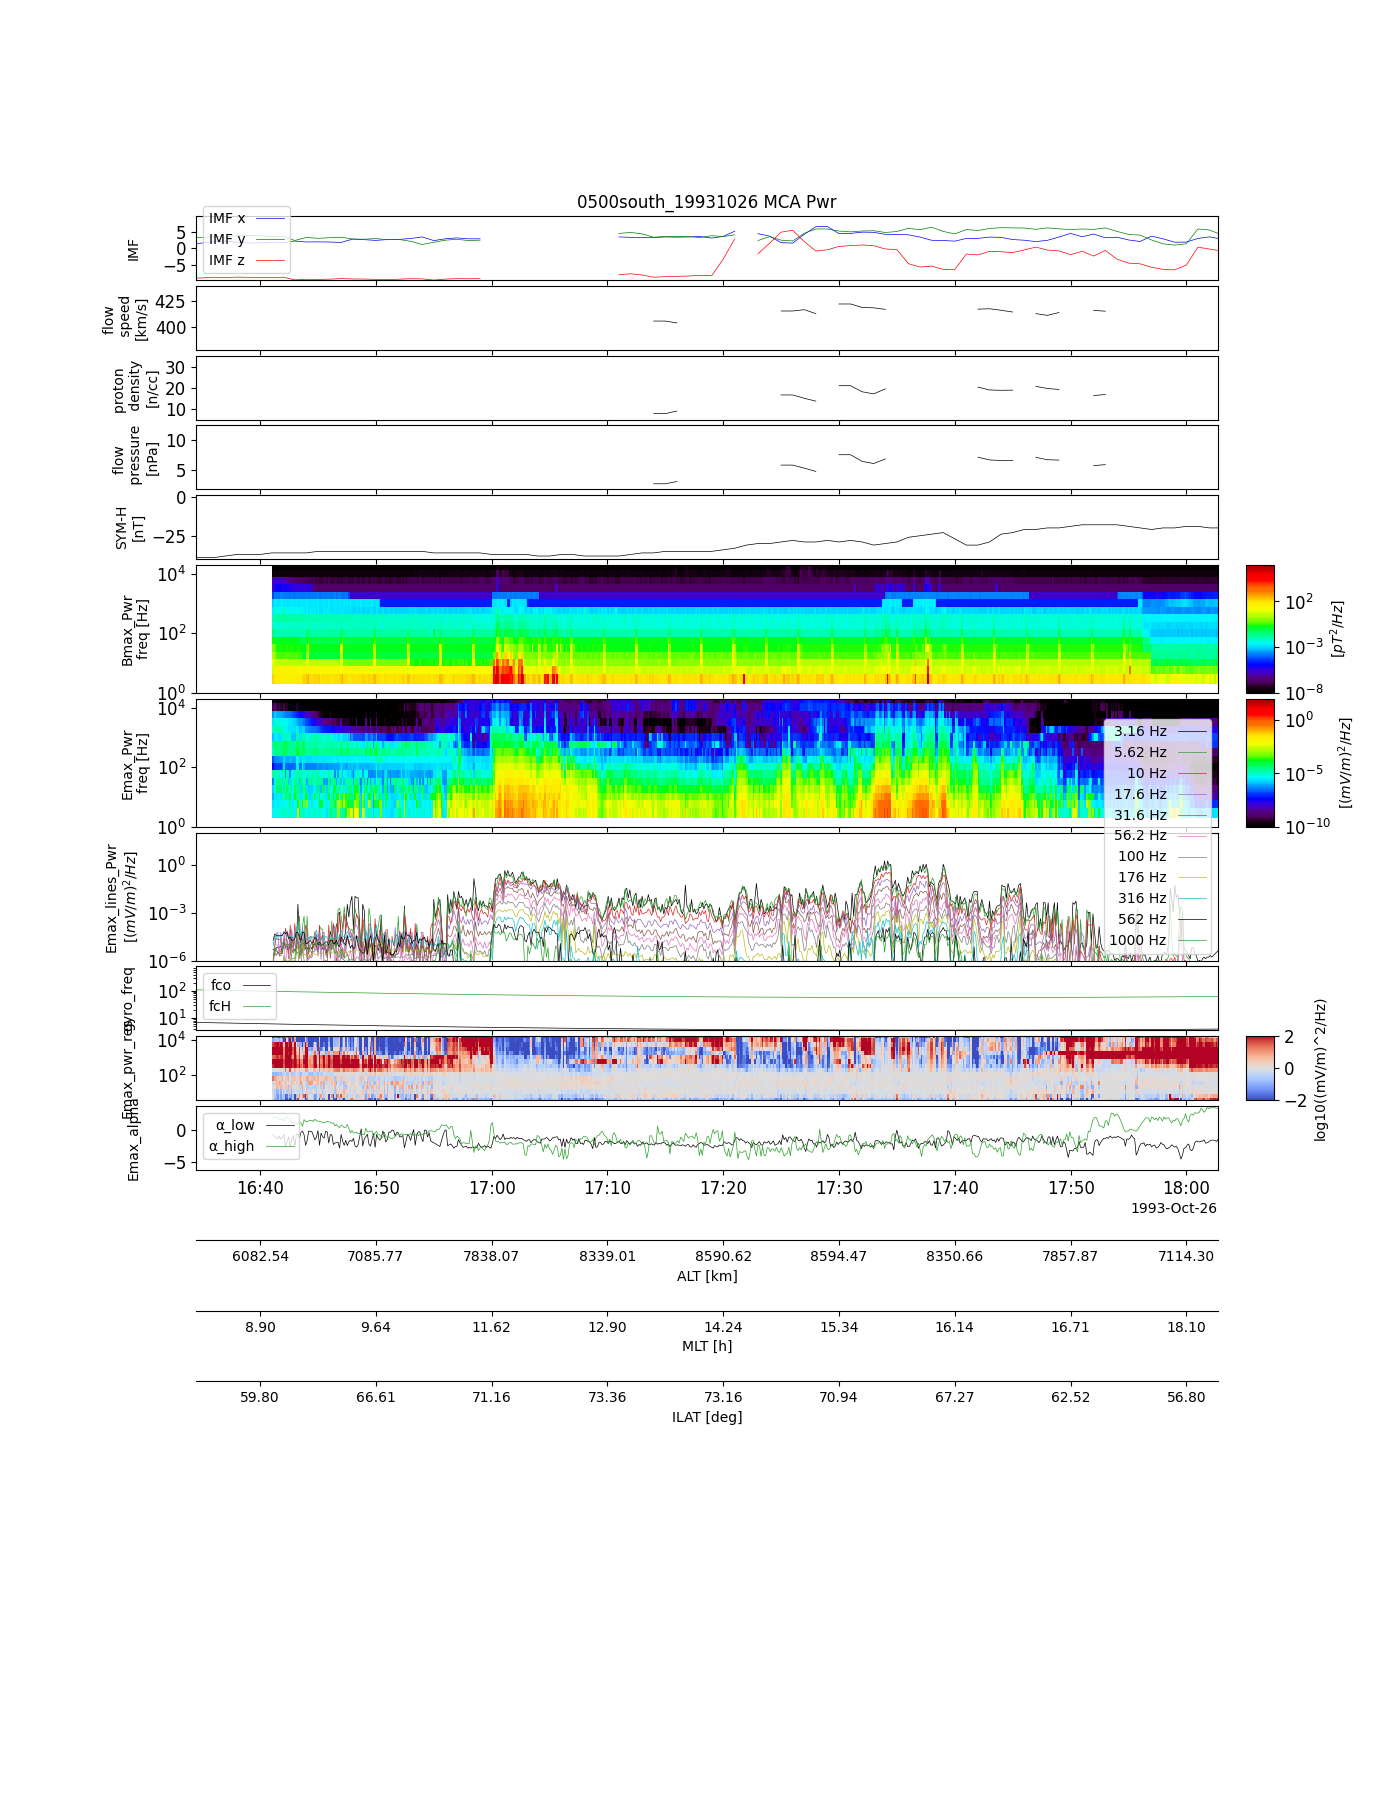 0500south_19931026 MCA Pwr
IMF
5
0
−5
IMF x
IMF y
IMF z
flow
speed
[km/s]
425
400
proton
density
[n/cc]
30
20
10
flow
pressure
[nPa]
10
5
SYM-H
[nT]
0
−25
Bmax_Pwr
freq [Hz]
10^4
10^2
10^0
10^2
10^−3
10^−8
[pT^2/Hz]
Emax_Pwr
freq [Hz]
10^4
10^2
10^0
10^0
10^−5
10^−10
[(mV/m)^2/Hz]
3.16 Hz
5.62 Hz
10 Hz
17.6 Hz
31.6 Hz
56.2 Hz
100 Hz
176 Hz
316 Hz
562 Hz
1000 Hz
Emax_lines_Pwr
[(mV/m)^2/Hz]
10^0
10^−3
10^−6
gyro_freq
10^2
10^1
fco
fcH
Emax_pwr_reg
10^4
10^2
2
0
−2
log10((mV/m)^2/Hz)
Emax_alpha
0
−5
α_low
α_high
16:40 16:50 17:00 17:10 17:20 17:30 17:40 17:50 18:00
1993-Oct-26
6082.54 7085.77 7838.07 8339.01 8590.62 8594.47 8350.66 7857.87 7114.30
ALT [km]
8.90 9.64 11.62 12.90 14.24 15.34 16.14 16.71 18.10
MLT [h]
59.80 66.61 71.16 73.36 73.16 70.94 67.27 62.52 56.80
ILAT [deg]